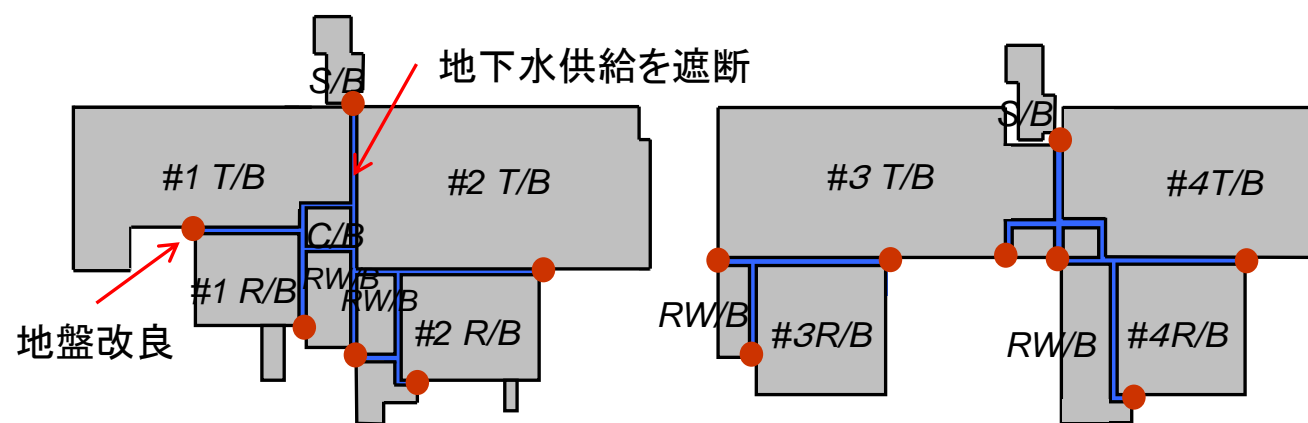 S/B
地下水供給を遮断
S/B
#1 T/B
#2 T/B
#3 T/B
#4T/B
C/B
RW/B
RW/B
#1 R/B
#2 R/B
RW/B
#3R/B
RW/B
#4R/B
地盤改良